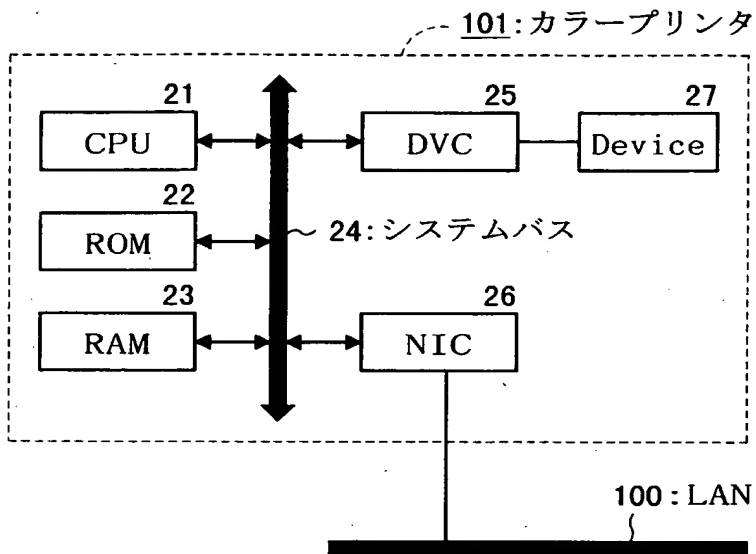 101:カラープリンタ
21
CPU
25
DVC
27
Device
22
ROM
24:システムバス
23
RAM
26
NIC
100:LAN